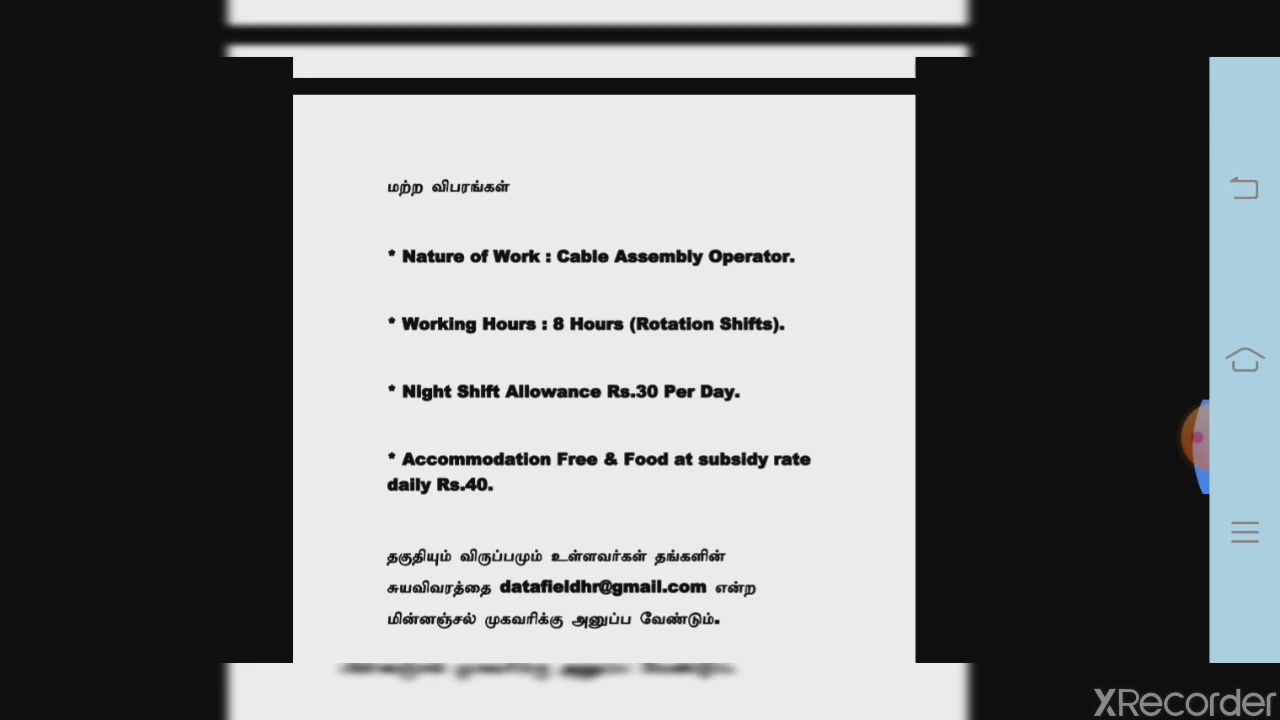 மற்ற விபரங்கள்
* Nature of Work : Cable Assembly Operator.
* Working Hours : 8 Hours (Rotation Shifts).
* Night Shift Allowance Rs.30 Per Day.
* Accommodation Free & Food at subsidy rate
daily Rs.40.
தகுதியும் விருப்பமும் உள்ளவர்கள் தங்களின்
சுயவிவரத்தை datafieldhr@gmail.com என்ற
மின்னஞ்சல் முகவரிக்கு அனுப்ப வேண்டும்.
XRecorder